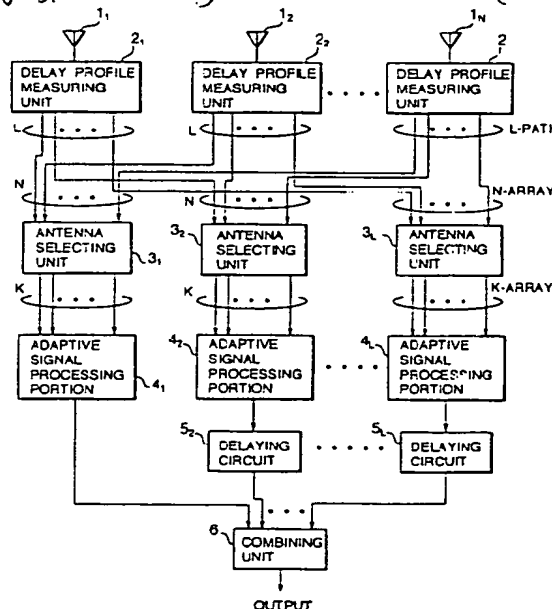 1₁ 1₂ 1N
2₁ 2₂ 2
DELAY PROFILE MEASURING UNIT
DELAY PROFILE MEASURING UNIT
DELAY PROFILE MEASURING UNIT
L L L-PATH
N N N-ARRAY
ANTENNA SELECTING UNIT 3₁
3₂ ANTENNA SELECTING UNIT
3L ANTENNA SELECTING UNIT
K K K-ARRAY
ADAPTIVE SIGNAL PROCESSING PORTION 4₁
4₂ ADAPTIVE SIGNAL PROCESSING PORTION
4L ADAPTIVE SIGNAL PROCESSING PORTION
5₂ DELAYING CIRCUIT
5L DELAYING CIRCUIT
6 COMBINING UNIT
OUTPUT